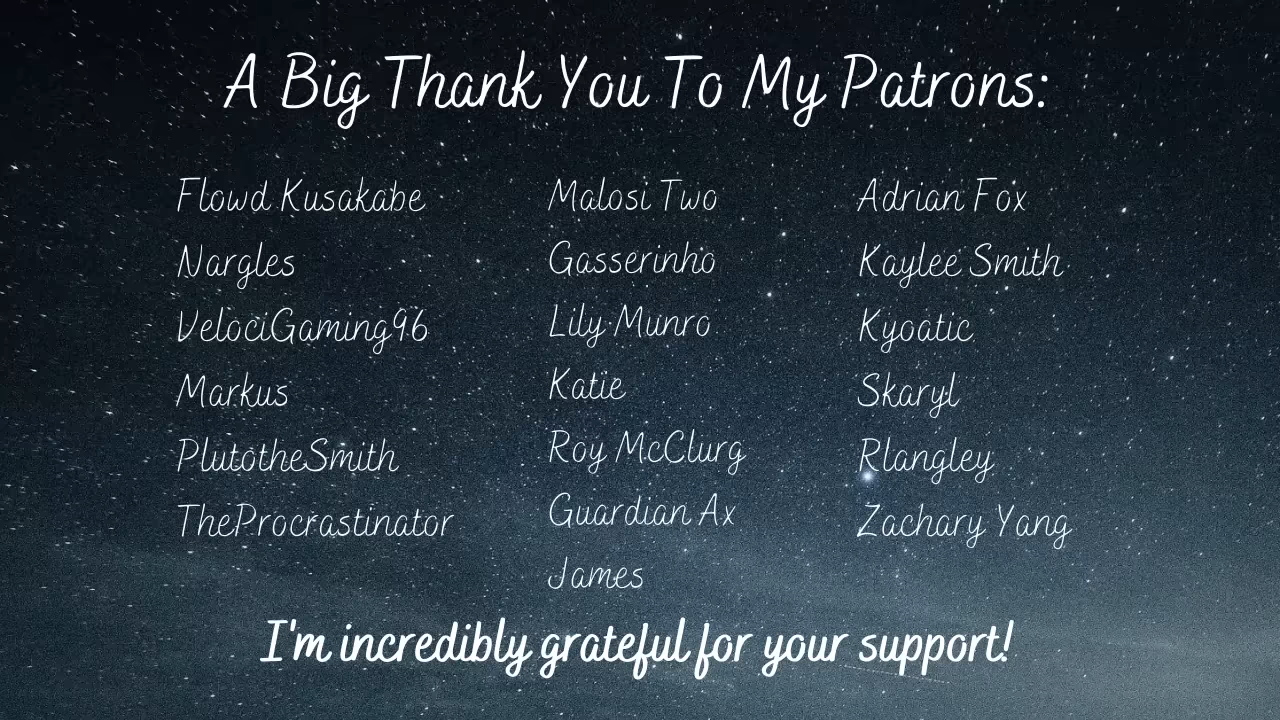 A Big Thank You To My Patrons:
Flowd Kusakabe
Nargles
VelociGaming96
Markus
PlutotheSmith
TheProcrastinator
Malosi Two
Gasserinho
Lily Munro
Katie
Roy McClurg
Guardian Ax
James
Adrian Fox
Kaylee Smith
Kyoatic
Skaryl
Rlangley
Zachary Yang
I'm incredibly grateful for your support!